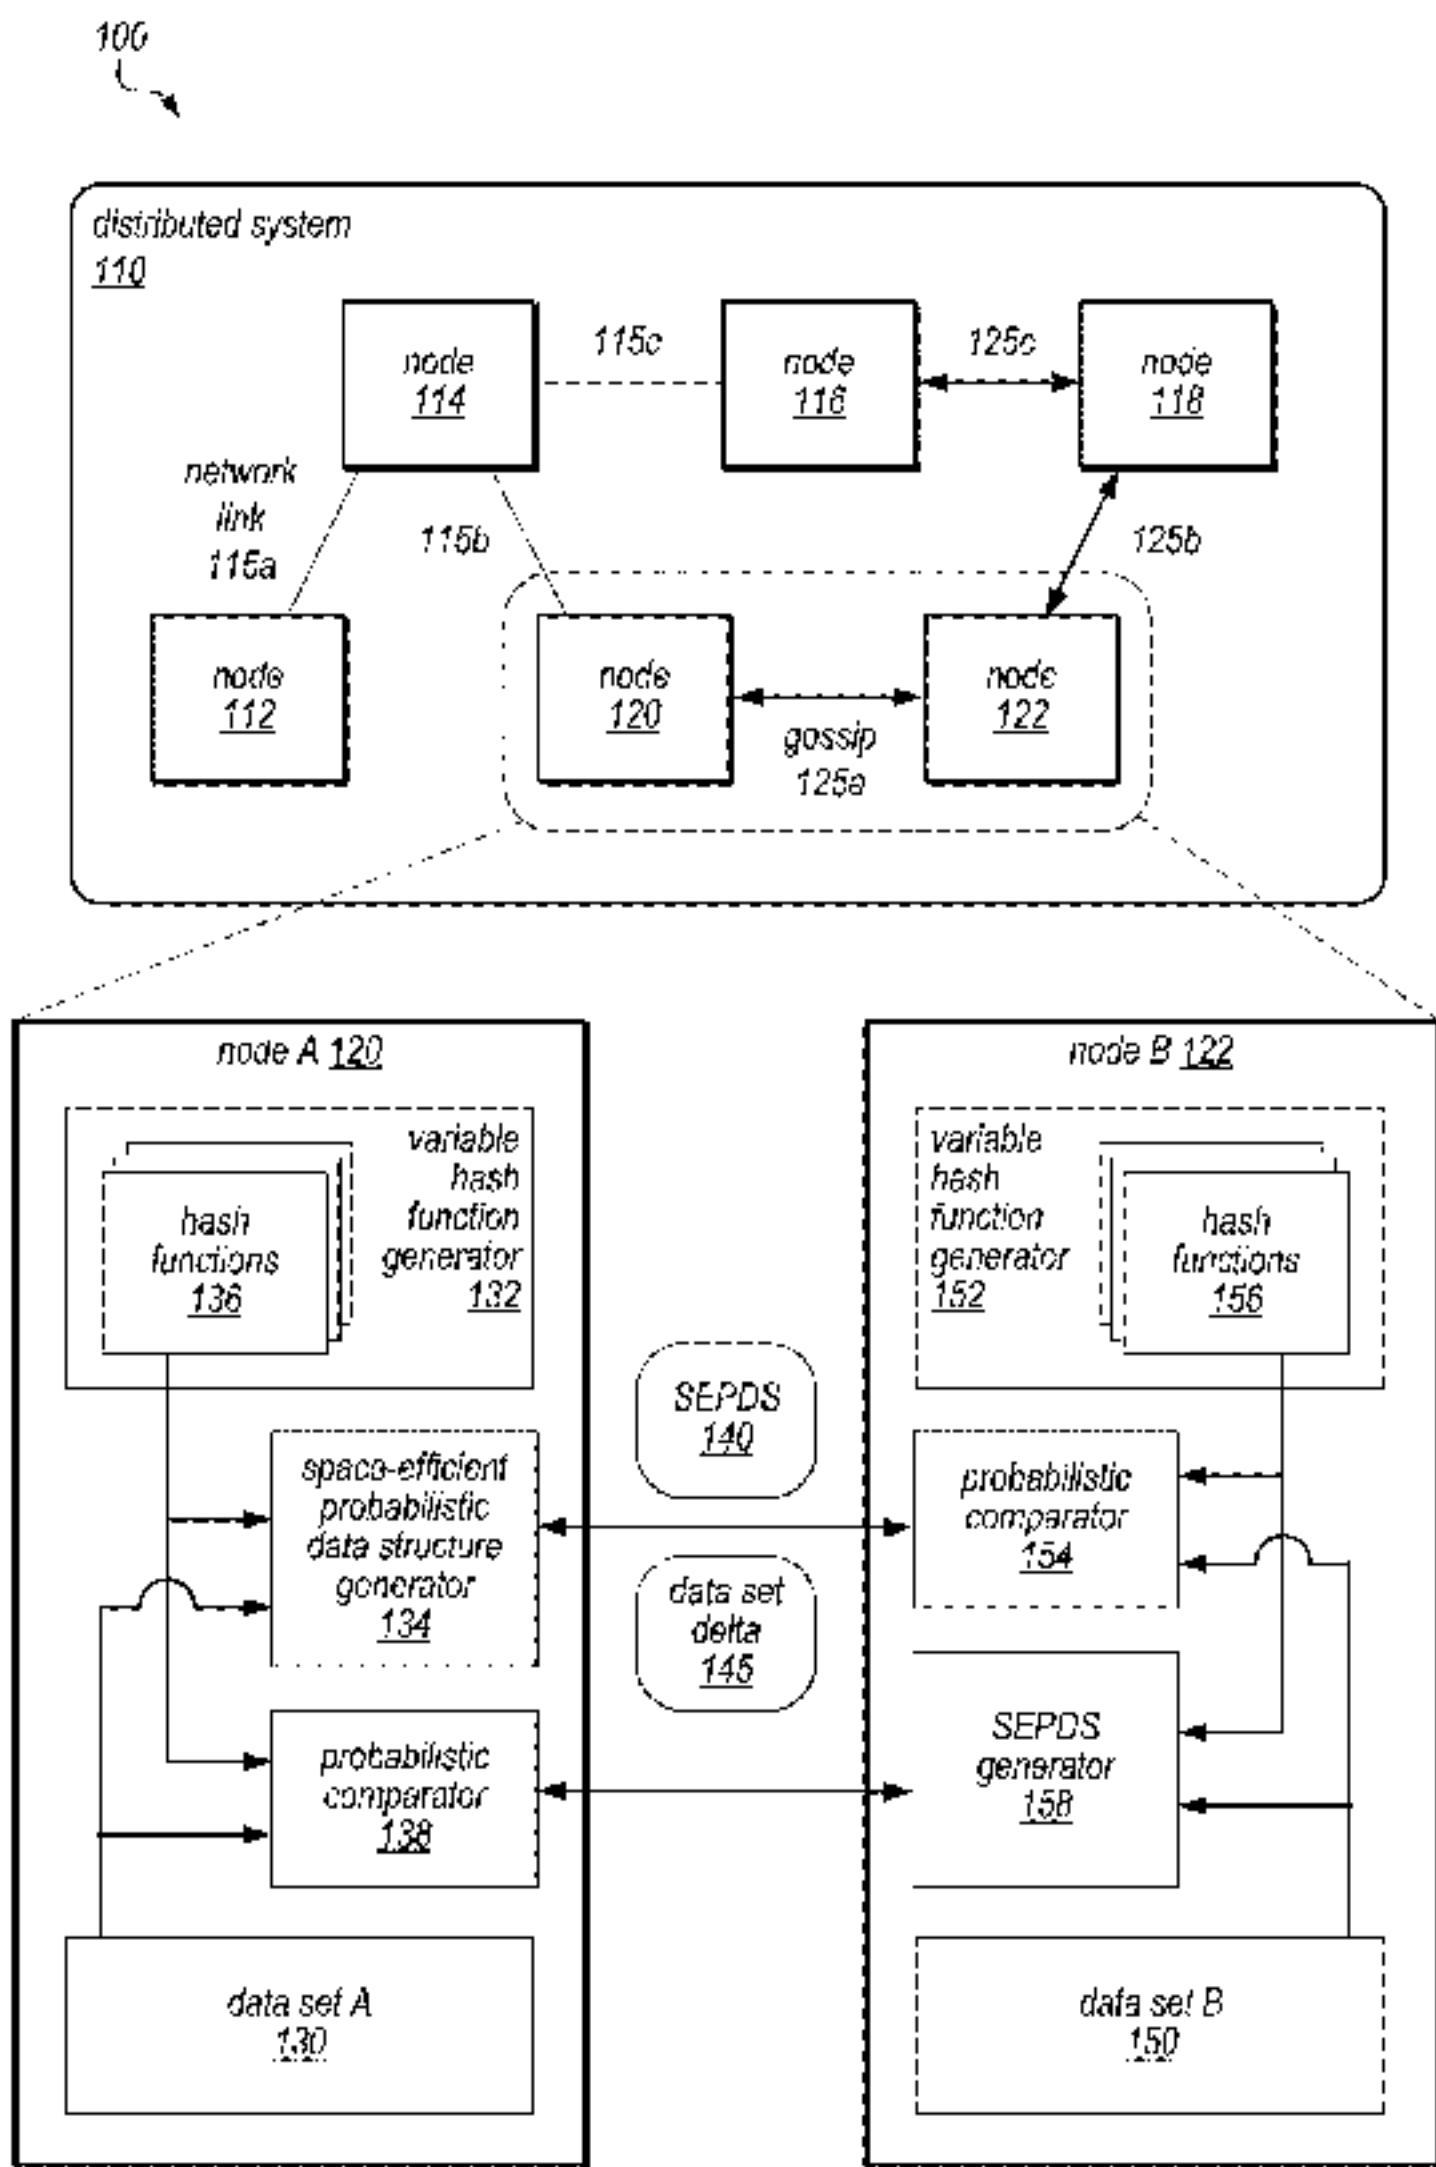 100
distributed system
110
node
114
115c
node
116
125c
node
118
network
link
115a
115b
125b
node
112
node
120
gossip
125a
node
122
node A 120
variable
hash
function
generator
132
hash
functions
136
space-efficient
probabilistic
data structure
generator
134
probabilistic
comparator
138
data set A
130
SEPDS
140
data set
delta
145
node B 122
variable
hash
function
generator
152
hash
functions
156
probabilistic
comparator
154
SEPDS
generator
158
data set B
150